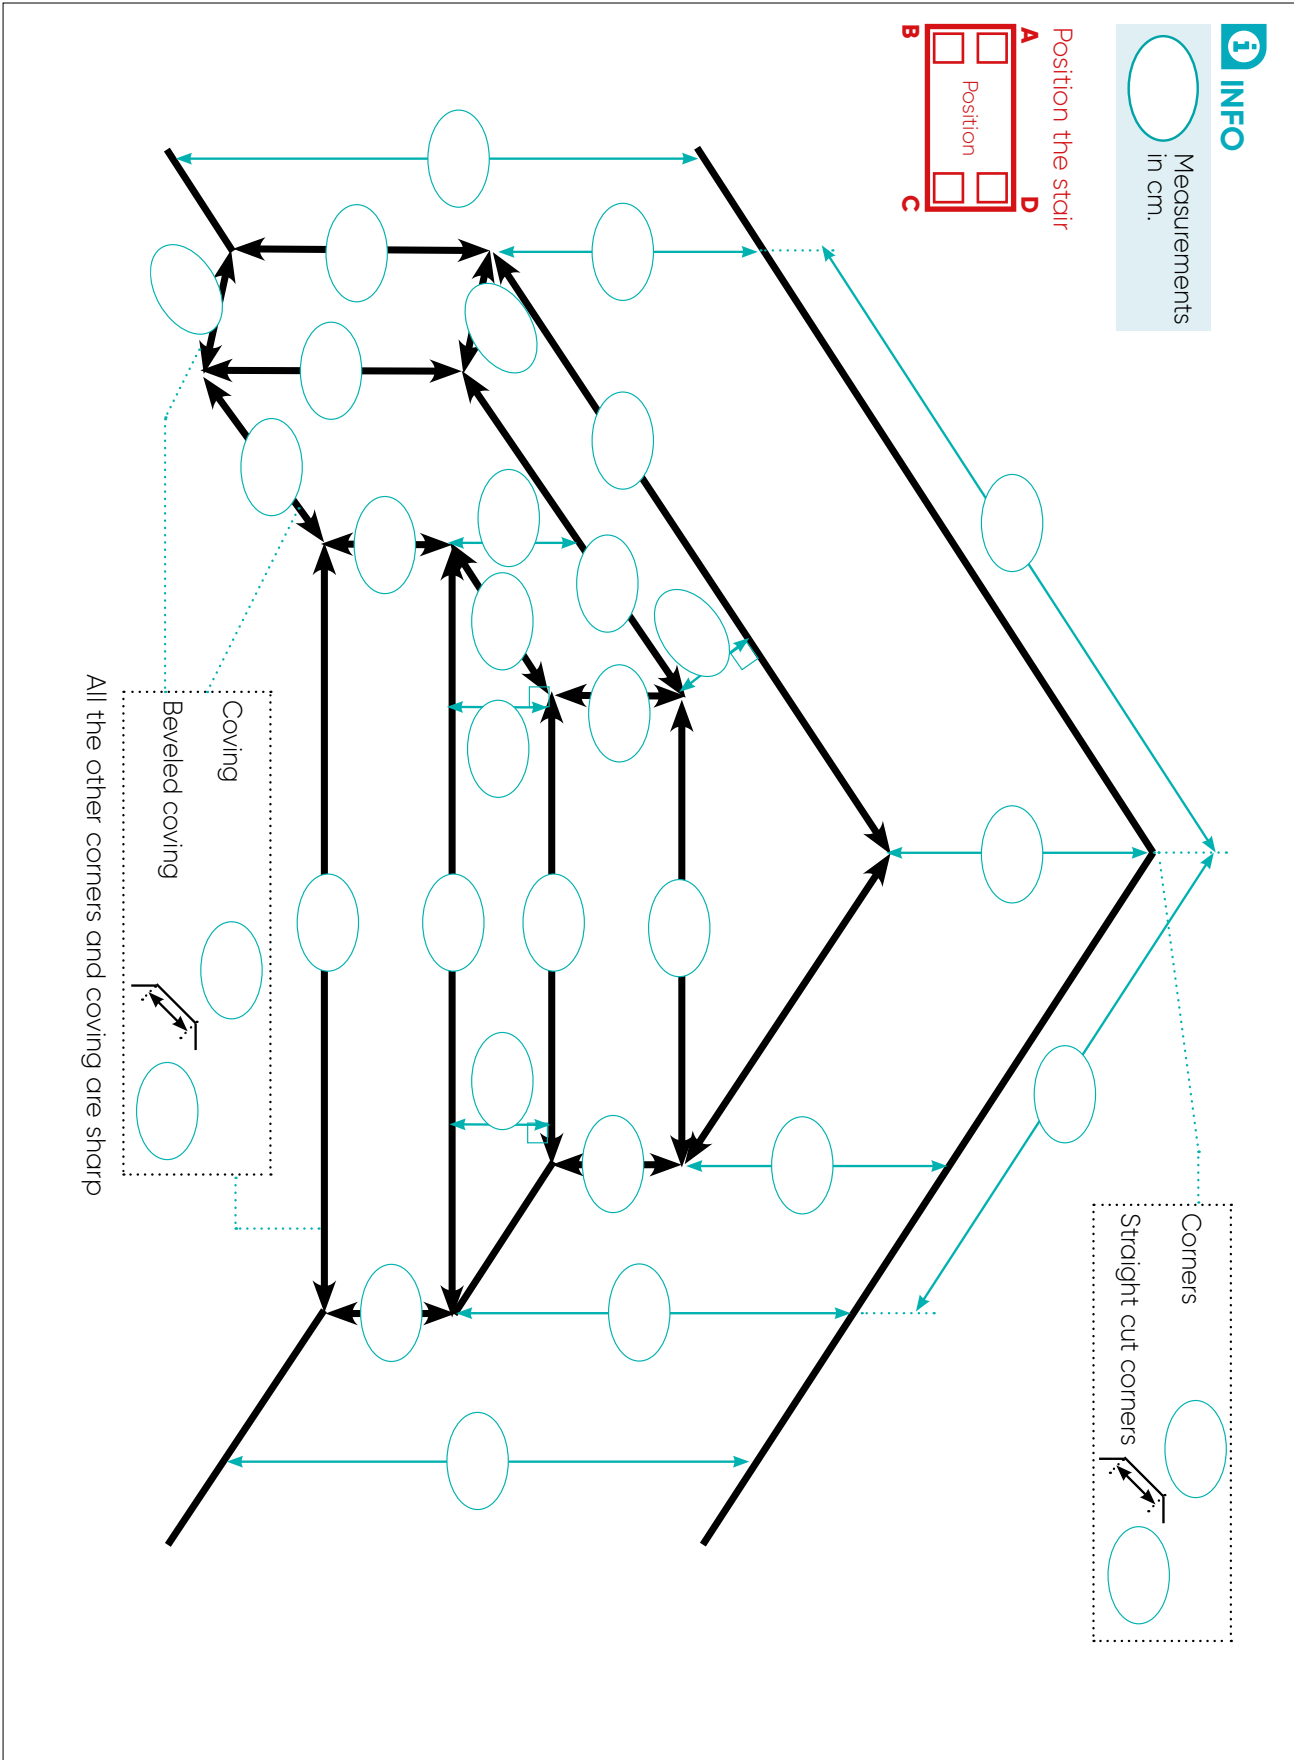 INFO
Measurements
in cm.
Position the stair
A
D
Position
B
C
Corners
Straight cut corners
Coving
Beveled coving
All the other corners and coving are sharp